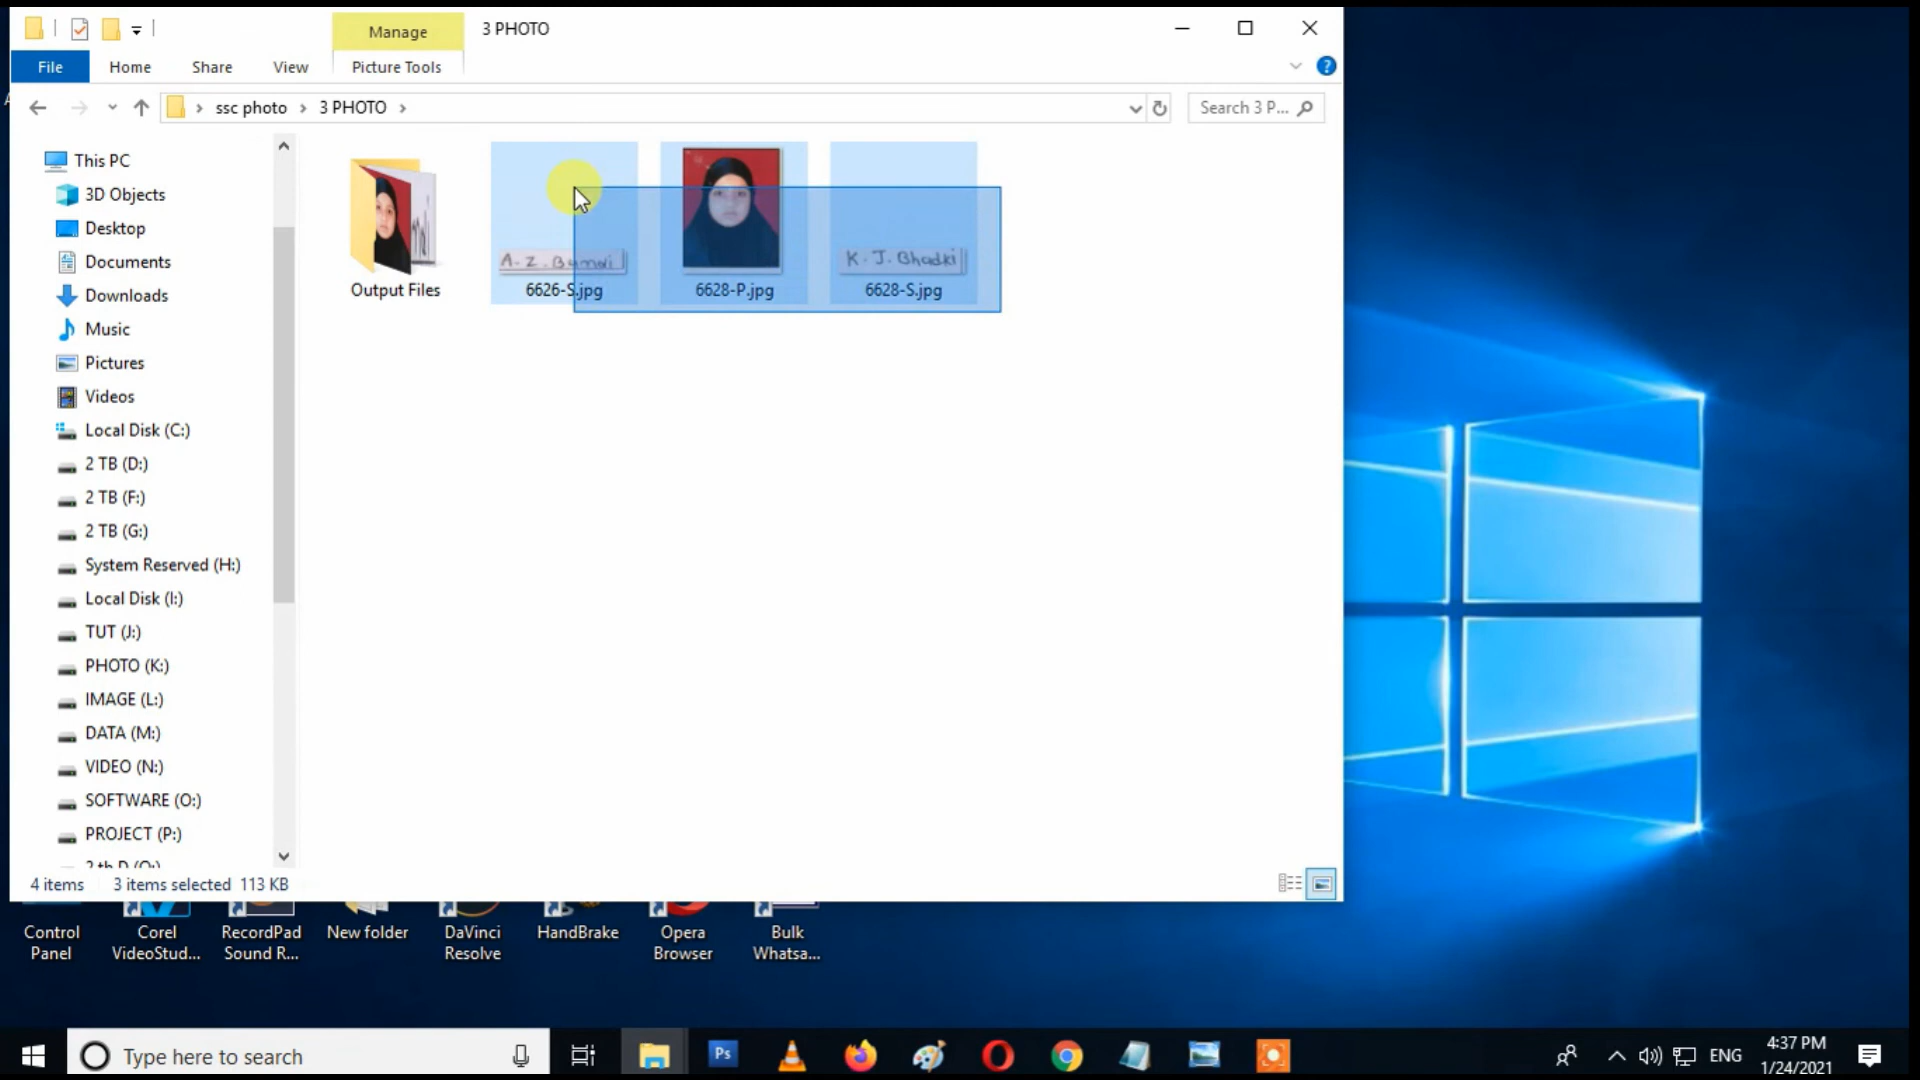 Manage
3 PHOTO
File
Home
Share
View
Picture Tools
ssc photo
3 PHOTO
Search 3 P...
This PC
3D Objects
Desktop
Documents
Downloads
Music
Pictures
Videos
Local Disk (C:)
2 TB (D:)
2 TB (F:)
2 TB (G:)
System Reserved (H:)
Local Disk (I:)
TUT (J:)
PHOTO (K:)
IMAGE (L:)
DATA (M:)
VIDEO (N:)
SOFTWARE (O:)
PROJECT (P:)
K. J. Bhadki
Output Files
6626-S.jpg
6628-P.jpg
6628-S.jpg
4 items 3 items selected 113 KB
Control Panel
Corel VideoStud...
RecordPad Sound R...
New folder
DaVinci Resolve
HandBrake
Opera Browser
Bulk Whatsa...
Type here to search
Ps
ENG
4:37 PM
1/24/2021